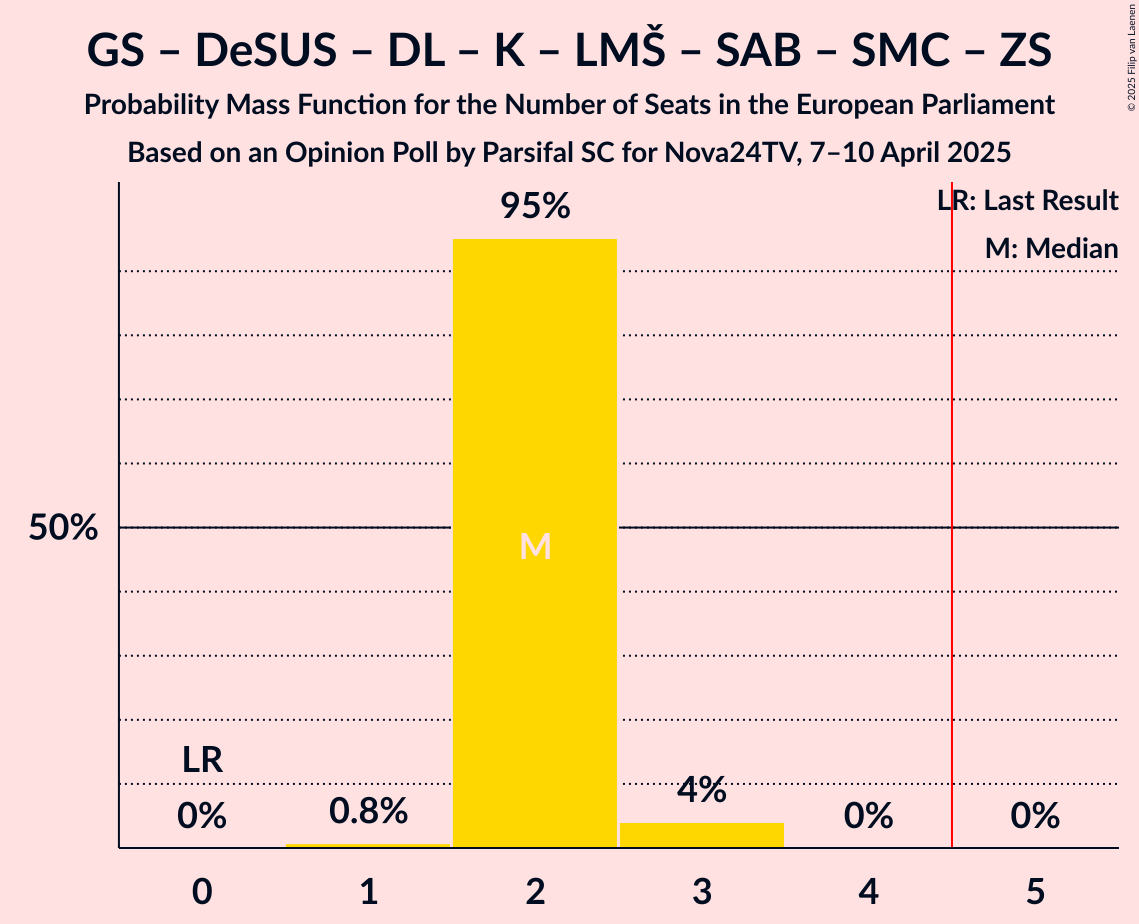 GS – DeSUS – DL – K – LMŠ – SAB – SMC – ZS
Probability Mass Function for the Number of Seats in the European Parliament
Based on an Opinion Poll by Parsifal SC for Nova24TV, 7–10 April 2025
© 2025 Filip van Laenen
LR: Last Result
M: Median
95%
50%
M
LR
0%
0.8%
4%
0%
0%
0
1
2
3
4
5